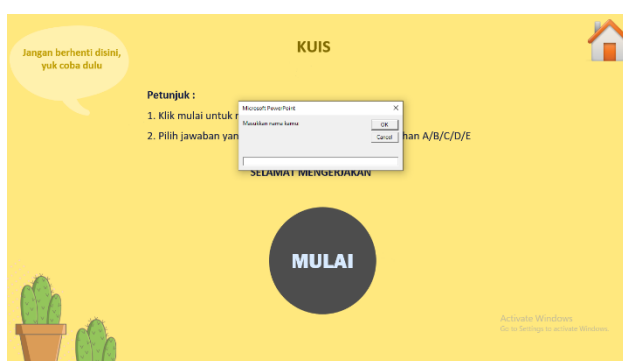 Jangan berhenti disini,
yuk coba dulu
KUIS
Petunjuk :
1. Klik mulai untuk
2. Pilih jawaban yan
han A/B/C/D/E
Microsoft PowerPoint
Masukkan nama kamu
OK
Cancel
SELAMAT MENGERJAKAN
MULAI
Activate Windows
Go to Settings to activate Windows.